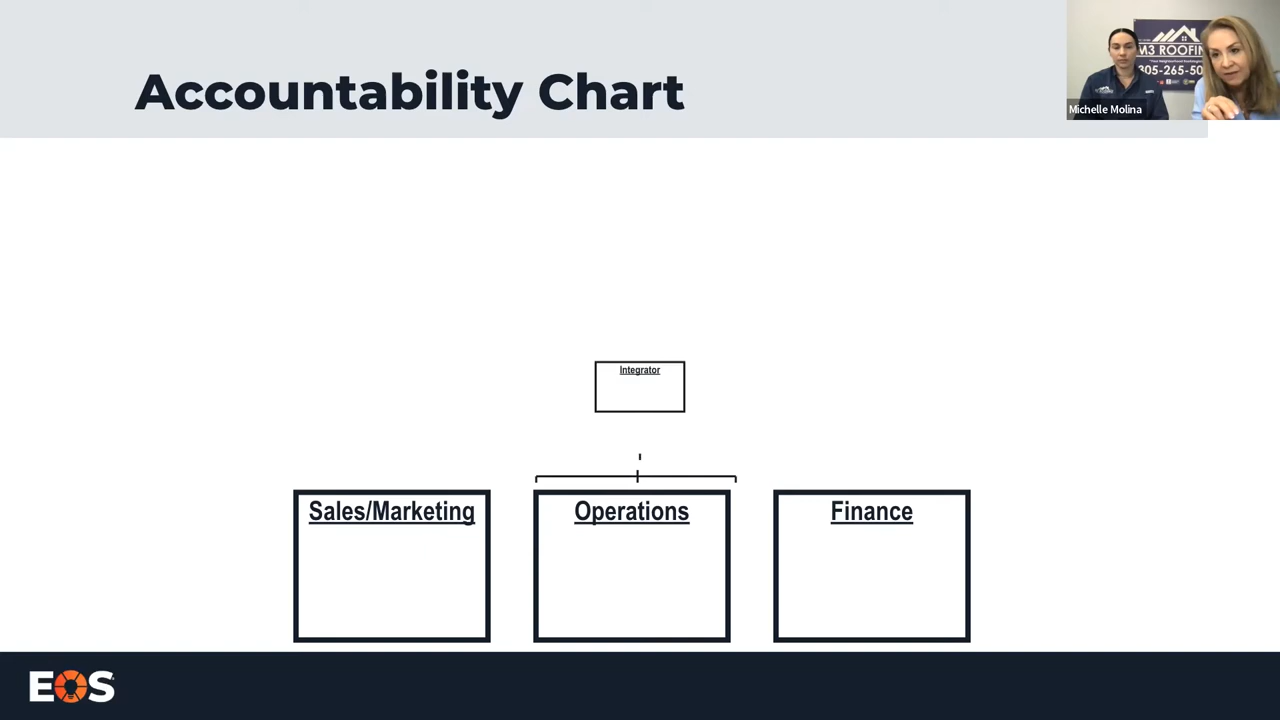 Accountability Chart
M3 ROOFIN
305-265-50
Michelle Molina
Integrator
Sales/Marketing
Operations
Finance
EOS